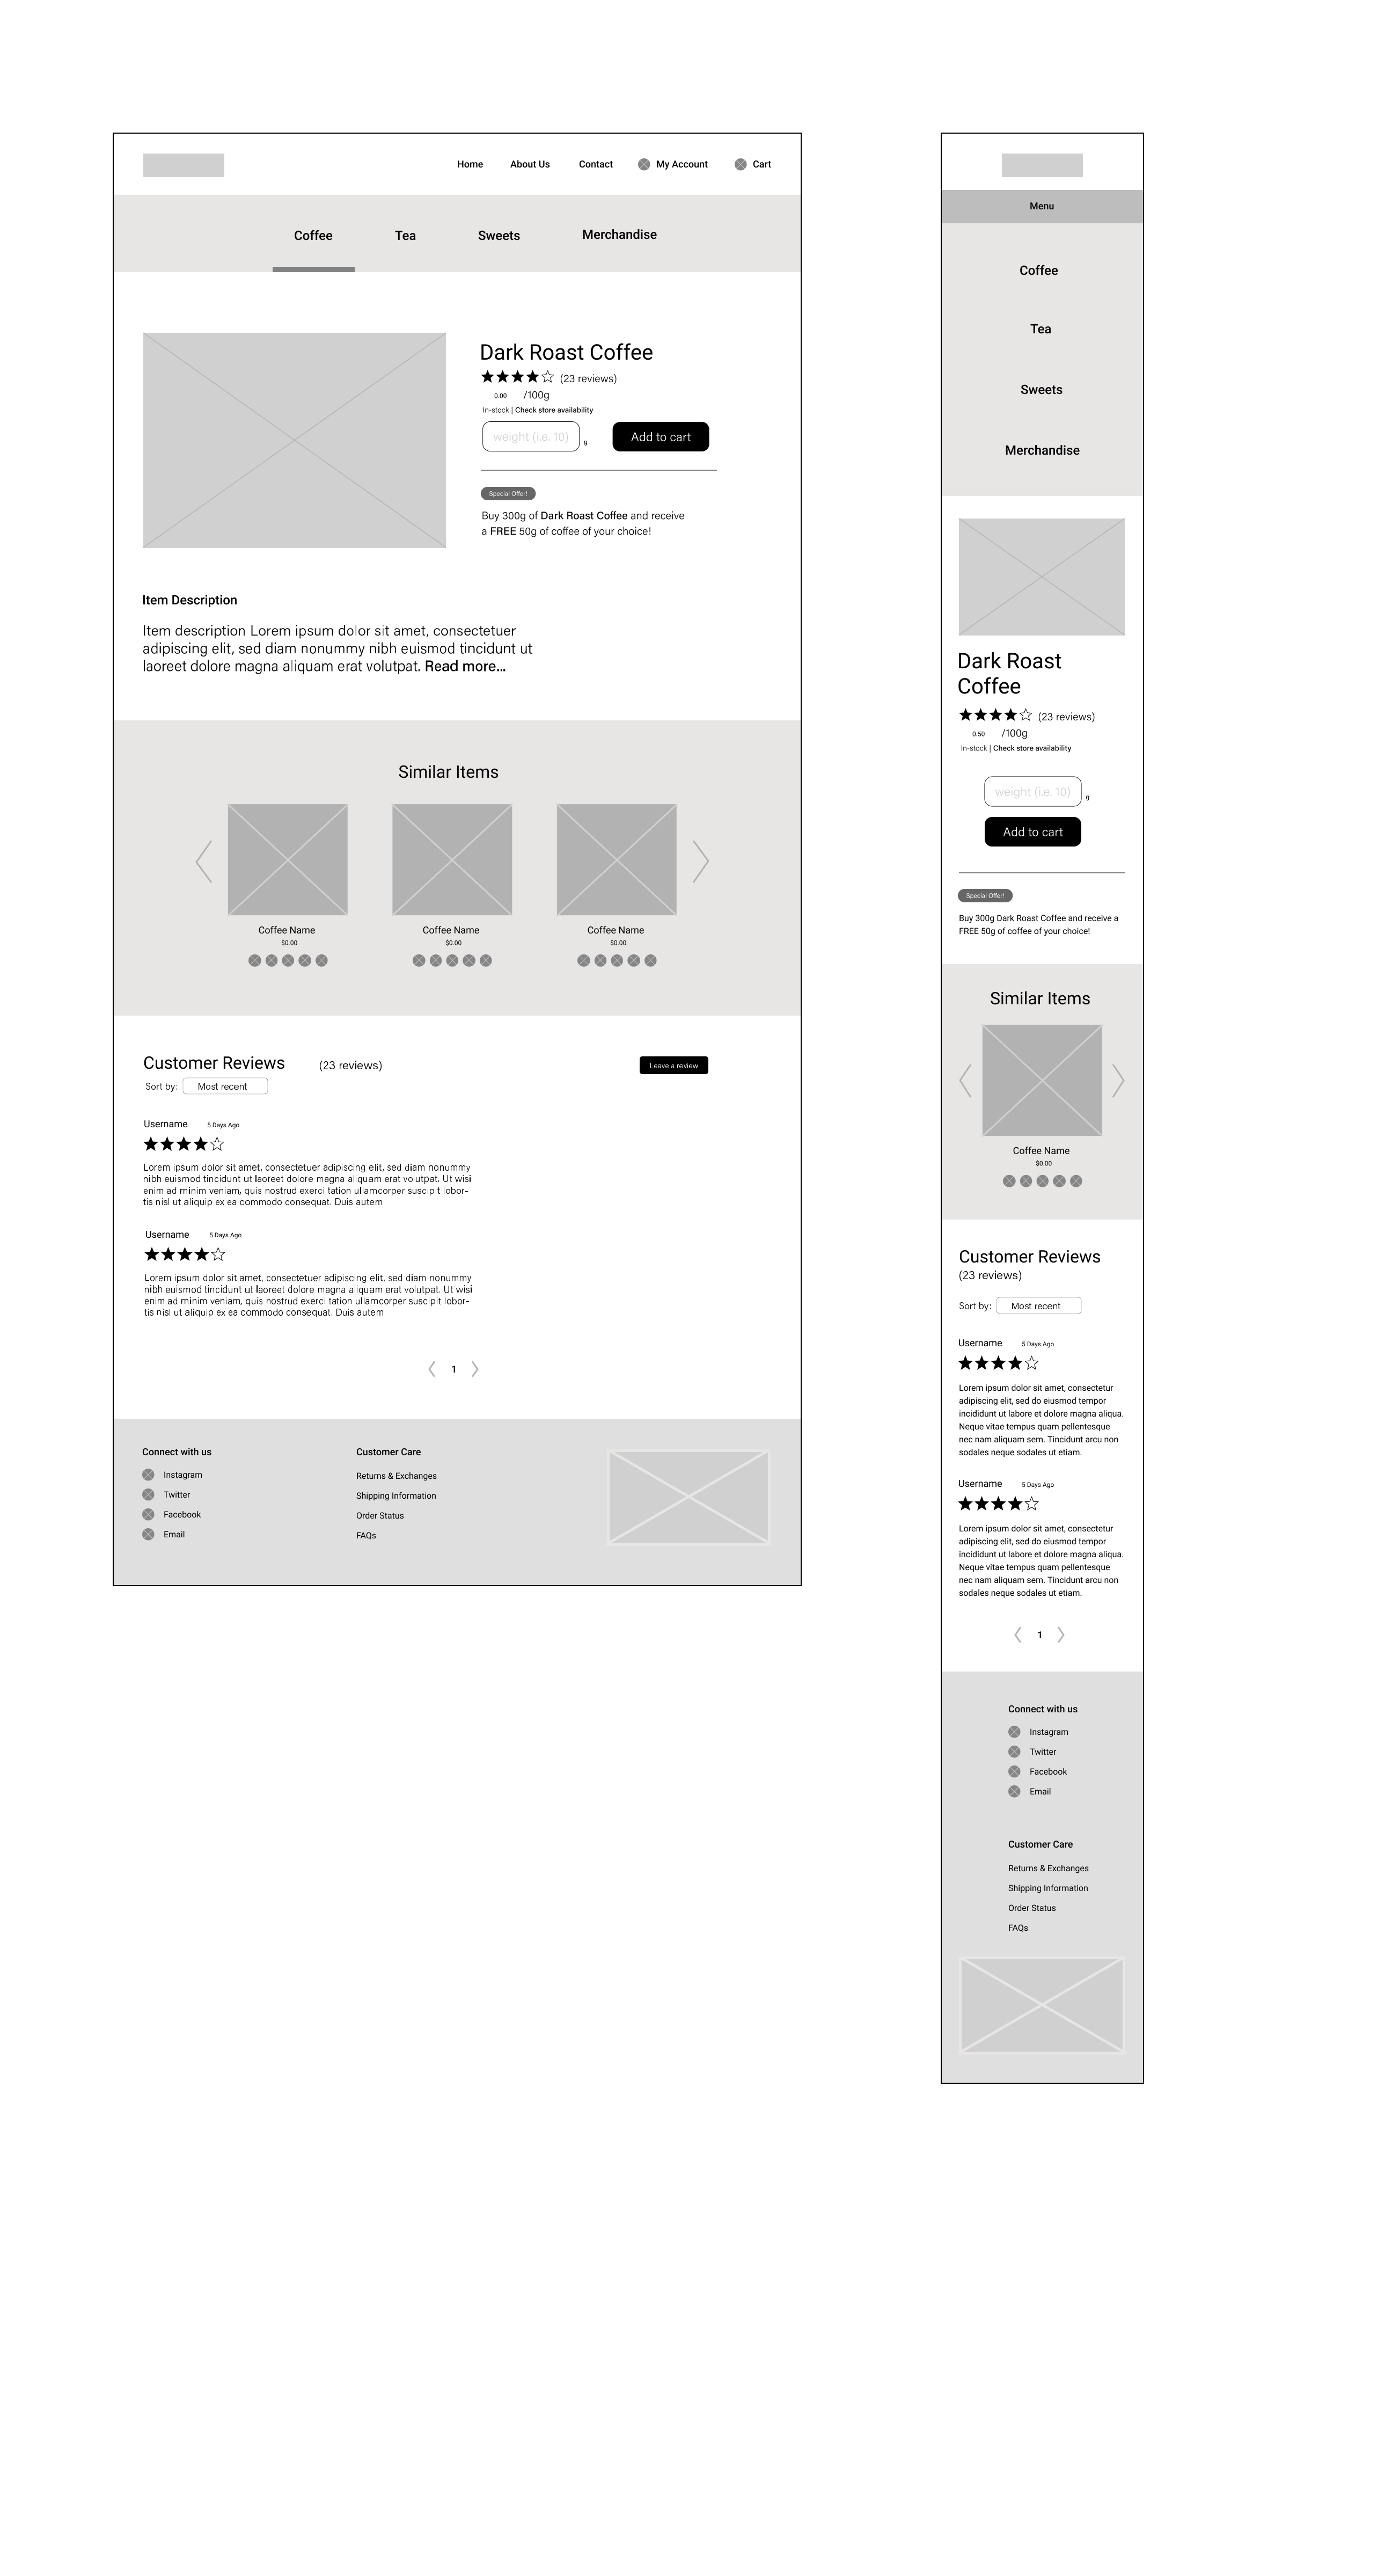 Home About Us Contact My Account Cart
Coffee Tea Sweets Merchandise
Dark Roast Coffee
(23 reviews)
0.00 /100g
In-stock | Check store availability
weight (i.e. 10) g Add to cart
Special Offer!
Buy 300g of Dark Roast Coffee and receive
a FREE 50g of coffee of your choice!
Item Description
Item description Lorem ipsum dolor sit amet, consectetuer
adipiscing elit, sed diam nonummy nibh euismod tincidunt ut
laoreet dolore magna aliquam erat volutpat. Read more...
Similar Items
Coffee Name Coffee Name Coffee Name
$0.00 $0.00 $0.00
Customer Reviews (23 reviews) Leave a review
Sort by: Most recent
Username 5 Days Ago
Lorem ipsum dolor sit amet, consectetuer adipiscing elit, sed diam nonummy
nibh euismod tincidunt ut laoreet dolore magna aliquam erat volutpat. Ut wisi
enim ad minim veniam, quis nostrud exerci tation ullamcorper suscipit lobor-
tis nisl ut aliquip ex ea commodo consequat. Duis autem
Username 5 Days Ago
Lorem ipsum dolor sit amet, consectetuer adipiscing elit, sed diam nonummy
nibh euismod tincidunt ut laoreet dolore magna aliquam erat volutpat. Ut wisi
enim ad minim veniam, quis nostrud exerci tation ullamcorper suscipit lobor-
tis nisl ut aliquip ex ea commodo consequat. Duis autem
1
Connect with us
Instagram
Twitter
Facebook
Email
Customer Care
Returns & Exchanges
Shipping Information
Order Status
FAQs
Menu
Coffee
Tea
Sweets
Merchandise
Dark Roast
Coffee
(23 reviews)
0.50 /100g
In-stock | Check store availability
weight (i.e. 10) g
Add to cart
Special Offer!
Buy 300g Dark Roast Coffee and receive a
FREE 50g of coffee of your choice!
Similar Items
Coffee Name
$0.00
Customer Reviews
(23 reviews)
Sort by: Most recent
Username 5 Days Ago
Lorem ipsum dolor sit amet, consectetur
adipiscing elit, sed do eiusmod tempor
incididunt ut labore et dolore magna aliqua.
Neque vitae tempus quam pellentesque
nec nam aliquam sem. Tincidunt arcu non
sodales neque sodales ut etiam.
Username 5 Days Ago
Lorem ipsum dolor sit amet, consectetur
adipiscing elit, sed do eiusmod tempor
incididunt ut labore et dolore magna aliqua.
Neque vitae tempus quam pellentesque
nec nam aliquam sem. Tincidunt arcu non
sodales neque sodales ut etiam.
1
Connect with us
Instagram
Twitter
Facebook
Email
Customer Care
Returns & Exchanges
Shipping Information
Order Status
FAQs